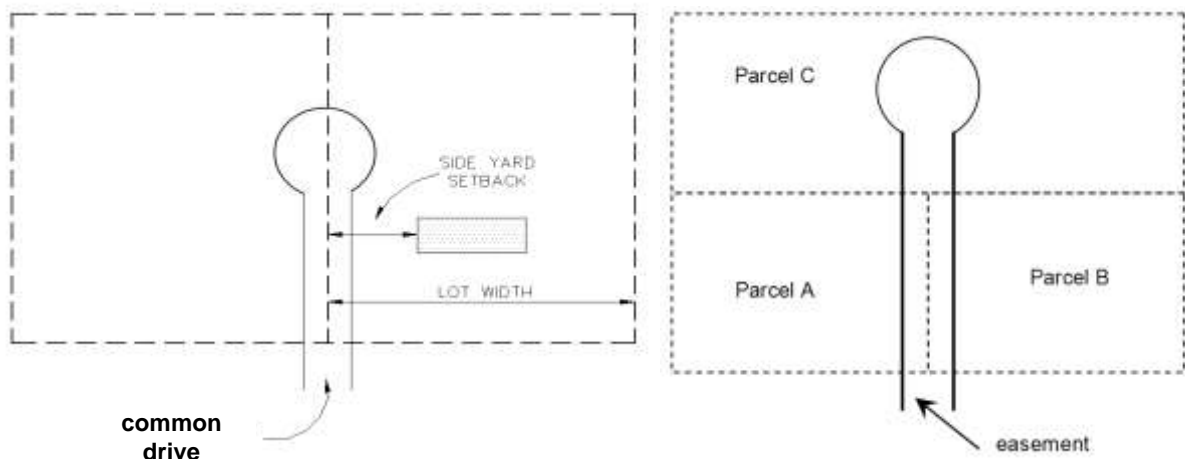 SIDE YARD
SETBACK
LOT WIDTH
common
drive
Parcel C
Parcel A
Parcel B
easement